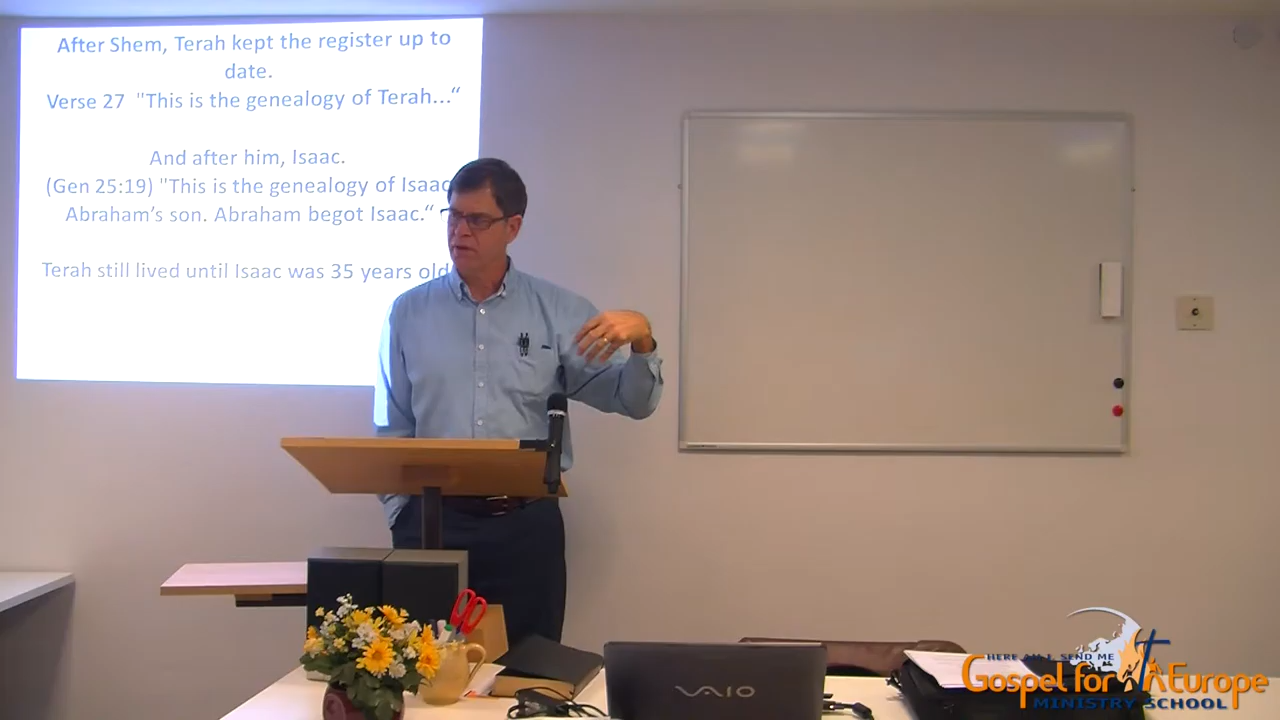 After Shem, Terah kept the register up to
date.
Verse 27 "This is the genealogy of Terah...“
And after him, Isaac.
(Gen 25:19) "This is the genealogy of Isaac
Abraham's son. Abraham begot Isaac.“
Terah still lived until Isaac was 35 years old
VAIO
HERE AM I, SEND ME
Gospel for Europe
MINISTRY SCHOOL